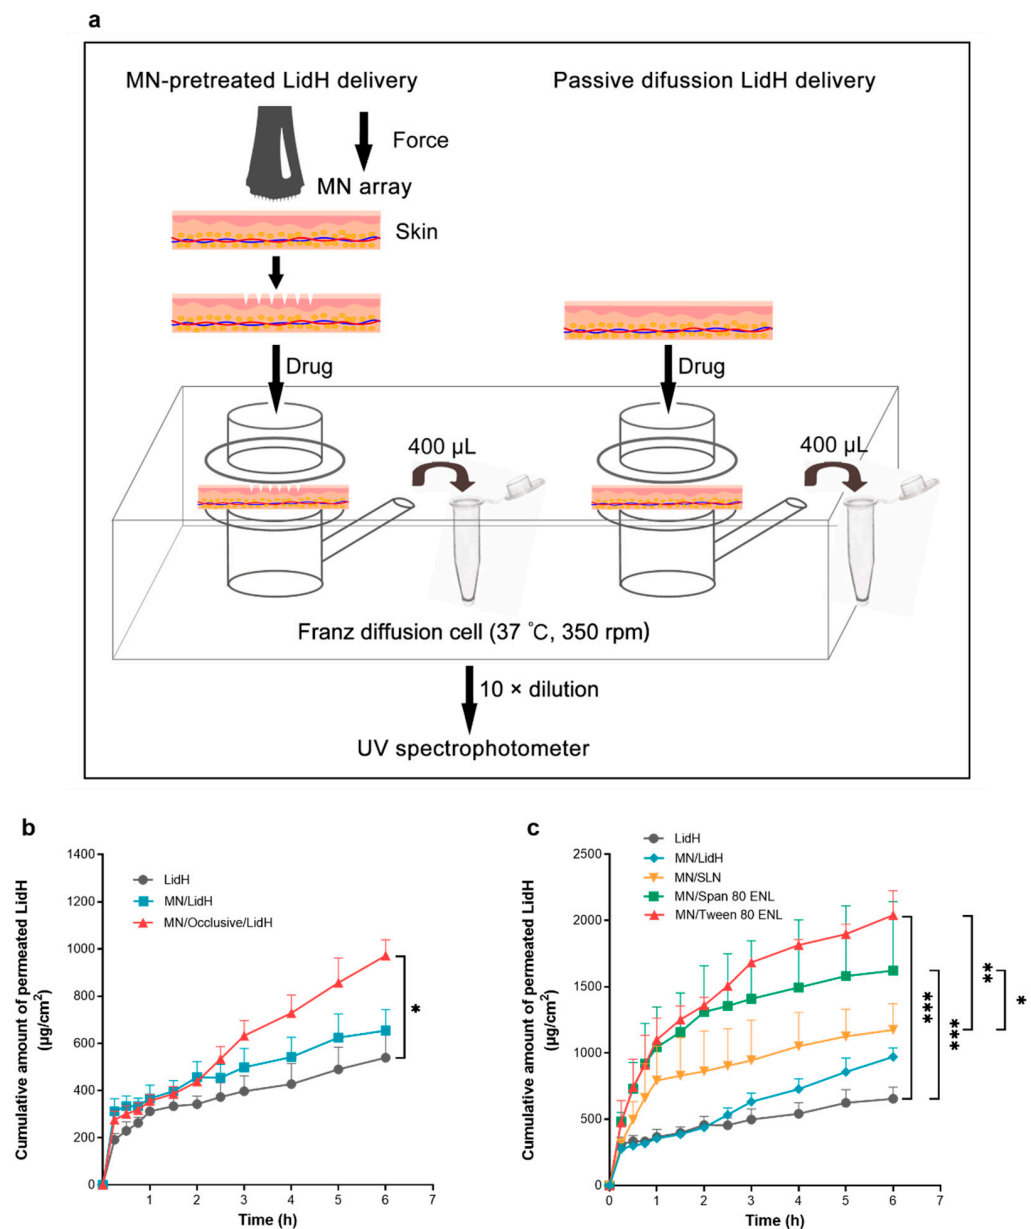 a
MN-pretreated LidH delivery
Passive difussion LidH delivery
Force
MN array
Skin
Drug
Drug
400 µL
400 µL
Franz diffusion cell (37 ℃, 350 rpm)
10 × dilution
UV spectrophotometer
b
Cumulative amount of permeated LidH
(µg/cm2)
1400
1200
1000
800
600
400
200
0
LidH
MN/LidH
MN/Occlusive/LidH
*
1 2 3 4 5 6 7
Time (h)
c
Cumulative amount of permeated LidH
(µg/cm2)
2500
2000
1500
1000
500
0
LidH
MN/LidH
MN/SLN
MN/Span 80 ENL
MN/Tween 80 ENL
***
***
**
*
0 1 2 3 4 5 6 7
Time (h)